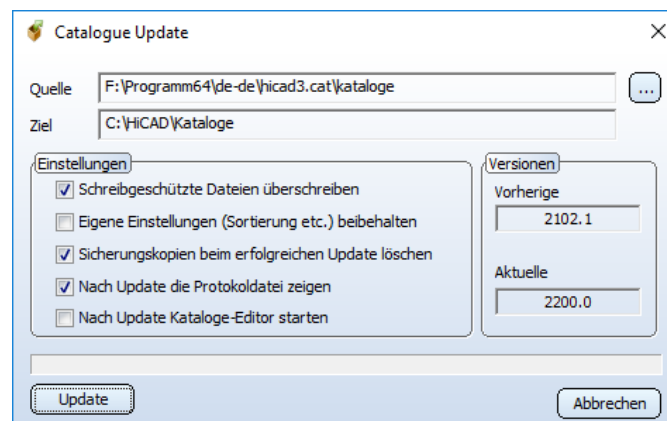 Catalogue Update
Quelle F:\Programm64\de-de\hicad3.cat\kataloge ...
Ziel C:\HiCAD\Kataloge
Einstellungen
Schreibgeschützte Dateien überschreiben
Eigene Einstellungen (Sortierung etc.) beibehalten
Sicherungskopien beim erfolgreichen Update löschen
Nach Update die Protokoldatei zeigen
Nach Update Kataloge-Editor starten
Versionen
Vorherige
2102.1
Aktuelle
2200.0
Update
Abbrechen